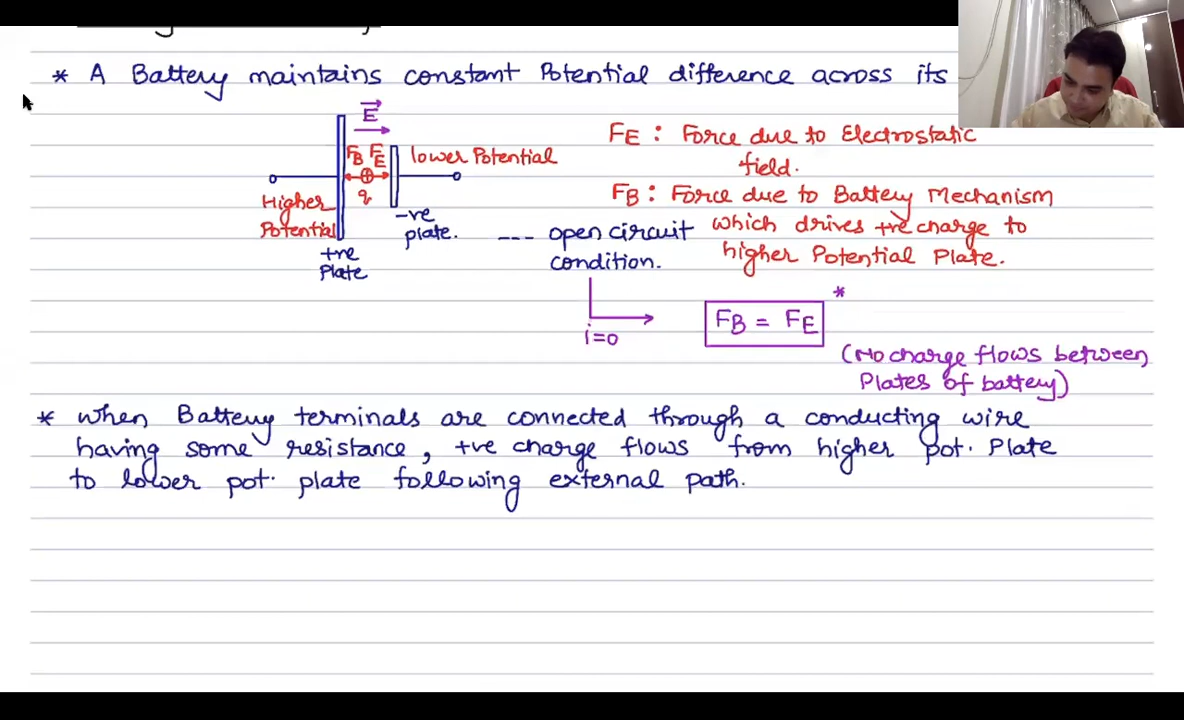 * A Battery maintains constant Potential difference across its
E
FB FE
q
lower Potential
Higher
Potential
+ve
Plate
-ve
plate.
--- open circuit
condition.
i=0
FE : Force due to Electrostatic
field.
FB : Force due to Battery Mechanism
which drives +ve charge to
higher Potential Plate.
FB = FE *
(No charge flows between
Plates of battery)
* when Battery terminals are connected through a conducting wire
having some resistance, +ve charge flows from higher pot. Plate
to lower pot. plate following external path.